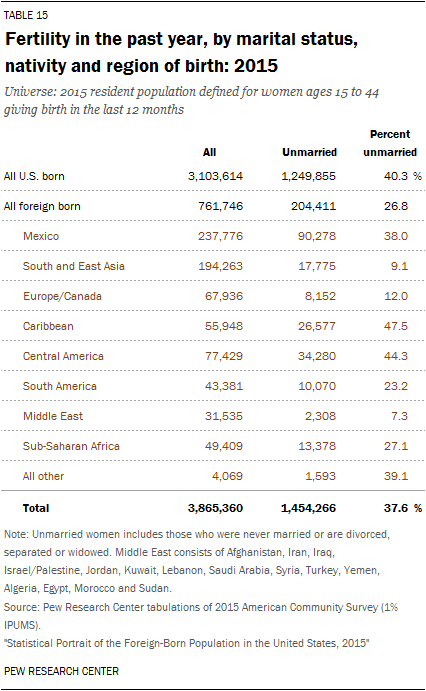 TABLE 15
Fertility in the past year, by marital status,
nativity and region of birth: 2015
Universe: 2015 resident population defined for women ages 15 to 44
giving birth in the last 12 months
All Unmarried Percent unmarried
All U.S. born 3,103,614 1,249,855 40.3 %
All foreign born 761,746 204,411 26.8
Mexico 237,776 90,278 38.0
South and East Asia 194,263 17,775 9.1
Europe/Canada 67,936 8,152 12.0
Caribbean 55,948 26,577 47.5
Central America 77,429 34,280 44.3
South America 43,381 10,070 23.2
Middle East 31,535 2,308 7.3
Sub-Saharan Africa 49,409 13,378 27.1
All other 4,069 1,593 39.1
Total 3,865,360 1,454,266 37.6 %
Note: Unmarried women includes those who were never married or are divorced,
separated or widowed. Middle East consists of Afghanistan, Iran, Iraq,
Israel/Palestine, Jordan, Kuwait, Lebanon, Saudi Arabia, Syria, Turkey, Yemen,
Algeria, Egypt, Morocco and Sudan.
Source: Pew Research Center tabulations of 2015 American Community Survey (1%
IPUMS).
"Statistical Portrait of the Foreign-Born Population in the United States, 2015"
PEW RESEARCH CENTER